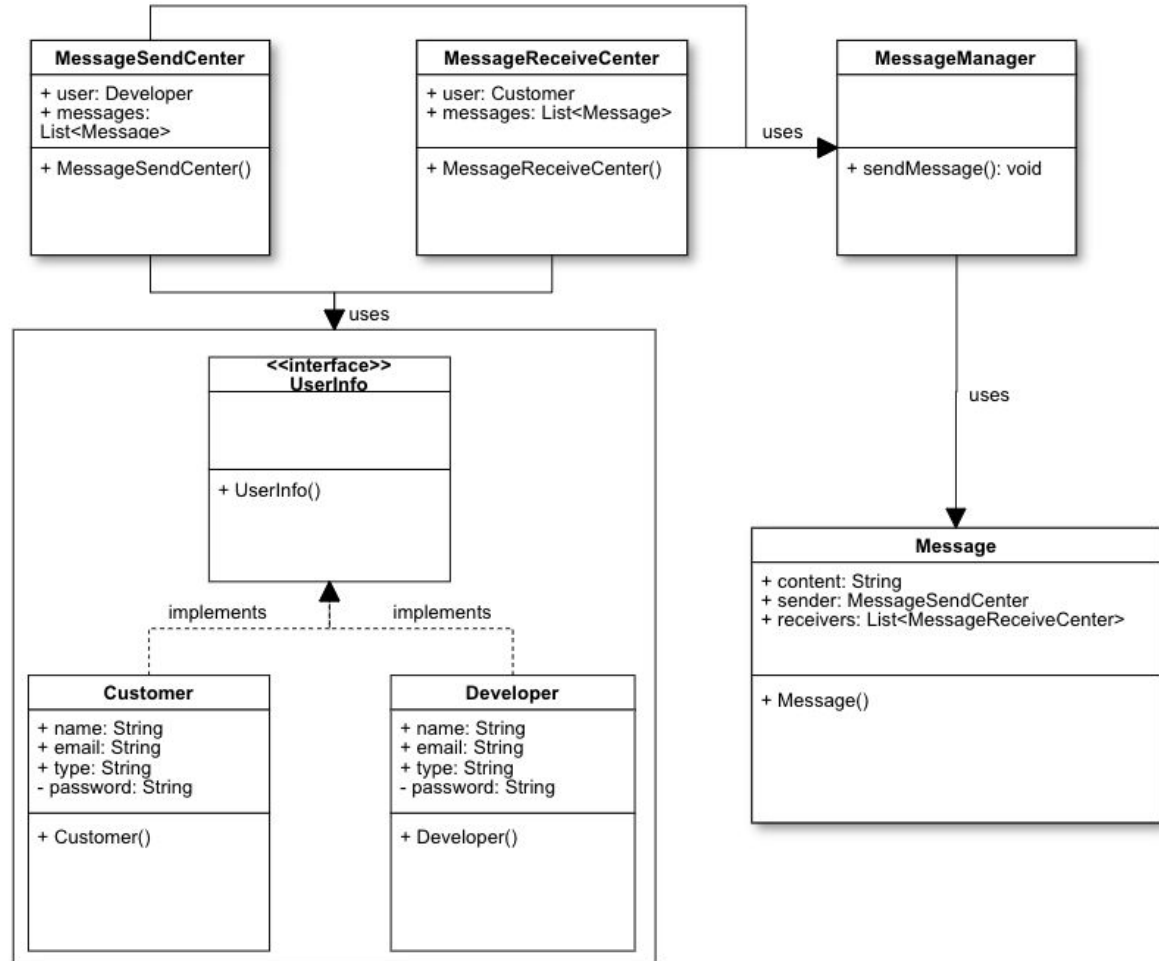 MessageSendCenter
+ user: Developer
+ messages:
List<Message>
+ MessageSendCenter()
MessageReceiveCenter
+ user: Customer
+ messages: List<Message>
+ MessageReceiveCenter()
uses
MessageManager
+ sendMessage(): void
uses
<<interface>>
UserInfo
+ UserInfo()
implements
implements
Customer
+ name: String
+ email: String
+ type: String
- password: String
+ Customer()
Developer
+ name: String
+ email: String
+ type: String
- password: String
+ Developer()
uses
Message
+ content: String
+ sender: MessageSendCenter
+ receivers: List<MessageReceiveCenter>
+ Message()